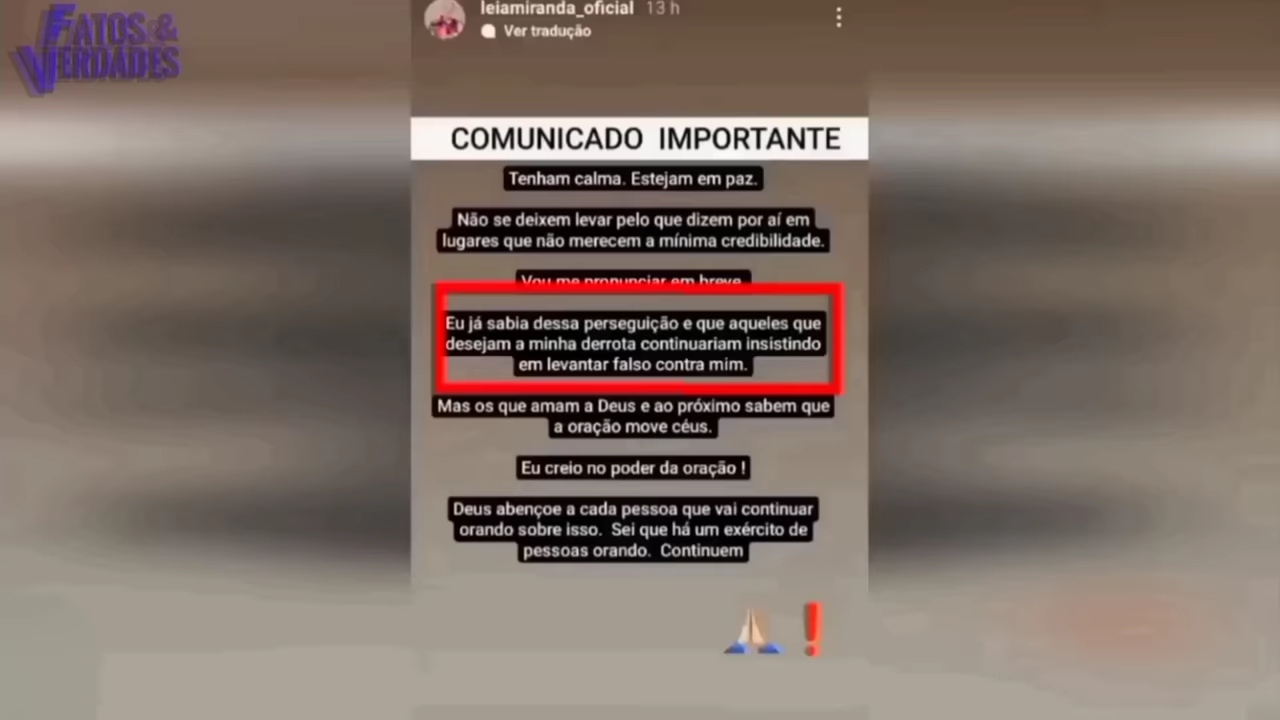 FATOS &
VERDADES
leiamiranda_oficial 13 h
Ver tradução
COMUNICADO IMPORTANTE
Tenham calma. Estejam em paz.
Não se deixem levar pelo que dizem por aí em
lugares que não merecem a mínima credibilidade.
Vou me pronunciar em breve.
Eu já sabia dessa perseguição e que aqueles que
desejam a minha derrota continuariam insistindo
em levantar falso contra mim.
Mas os que amam a Deus e ao próximo sabem que
a oração move céus.
Eu creio no poder da oração !
Deus abençoe a cada pessoa que vai continuar
orando sobre isso. Sei que há um exército de
pessoas orando. Continuem